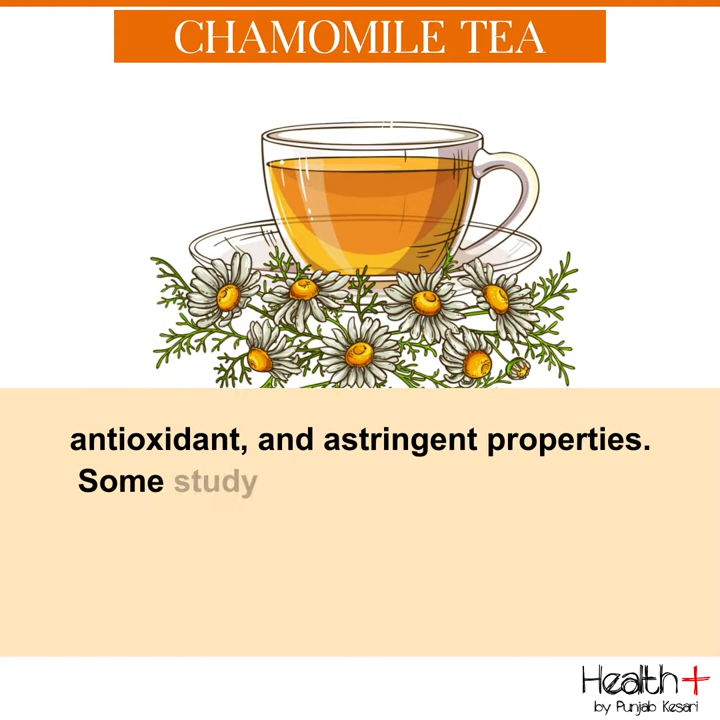 CHAMOMILE TEA
antioxidant, and astringent properties.
Some study
Health+
by Punjab Kesari